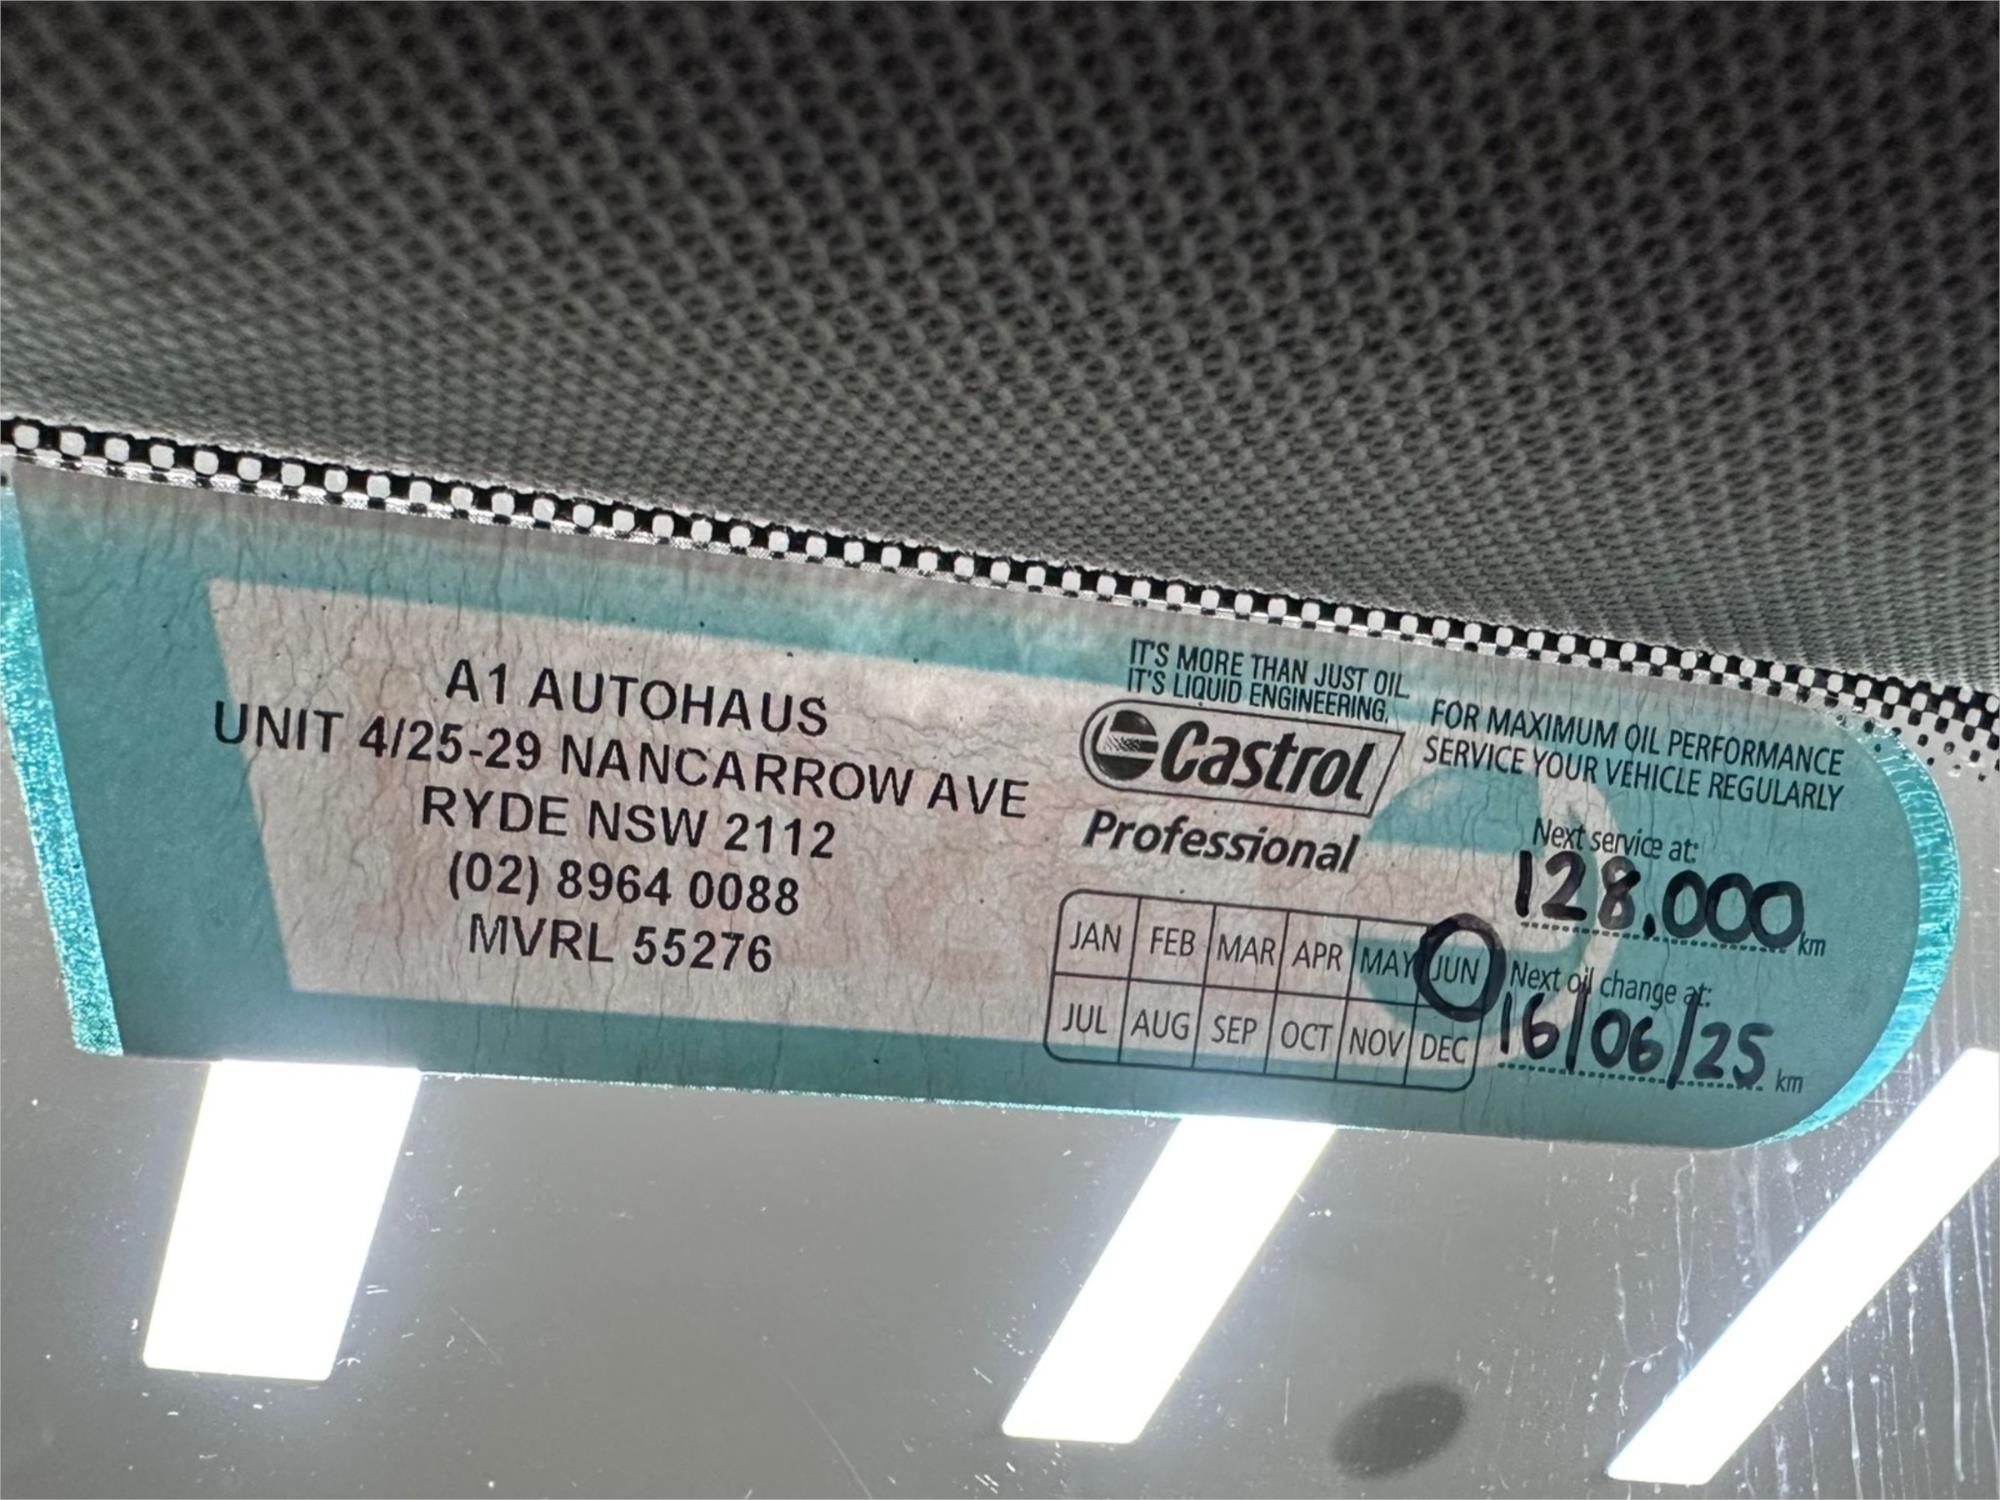 A1 AUTOHAUS
UNIT 4/25-29 NANCARROW AVE
RYDE NSW 2112
(02) 8964 0088
MVRL 55276
IT'S MORE THAN JUST OIL.
IT'S LIQUID ENGINEERING.
Castrol
Professional
FOR MAXIMUM OIL PERFORMANCE
SERVICE YOUR VEHICLE REGULARLY
Next service at:
128,000 km
Next oil change at:
16/06/25 km
JAN FEB MAR APR MAY JUN
JUL AUG SEP OCT NOV DEC